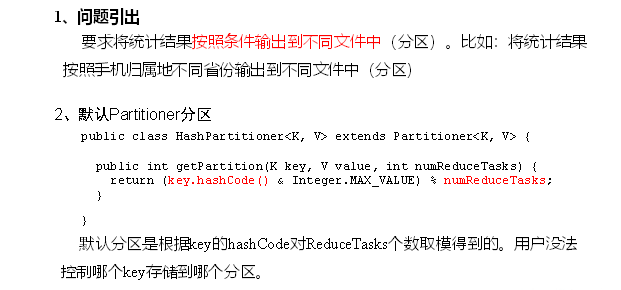 1、问题引出
要求将统计结果按照条件输出到不同文件中（分区）。比如：将统计结果
按照手机归属地不同省份输出到不同文件中（分区）
2、默认Partitioner分区
public class HashPartitioner<K, V> extends Partitioner<K, V> {
public int getPartition(K key, V value, int numReduceTasks) {
return (key.hashCode() & Integer.MAX_VALUE) % numReduceTasks;
}
}
默认分区是根据key的hashCode对ReduceTasks个数取模得到的。用户没法
控制哪个key存储到哪个分区。